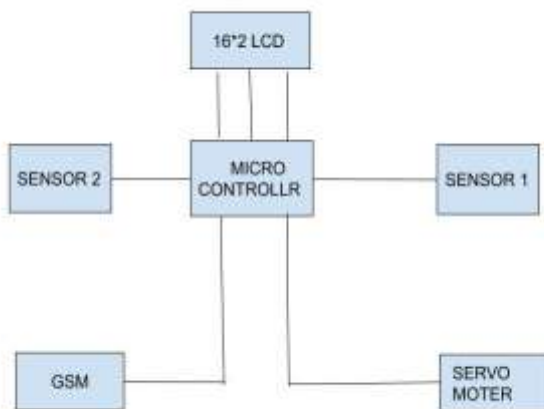 16*2 LCD
SENSOR 2
MICRO
CONTROLLR
SENSOR 1
GSM
SERVO
MOTER